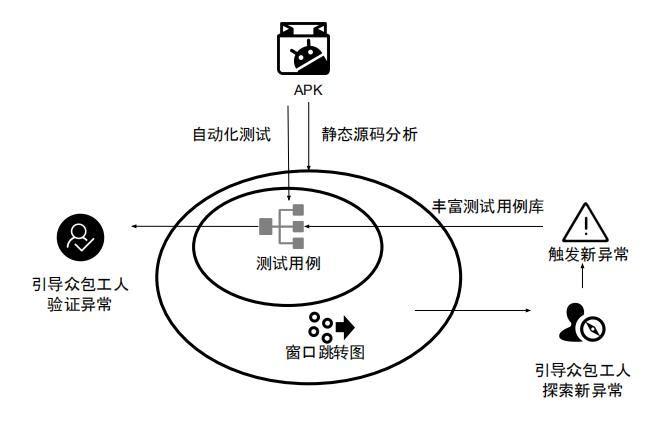 APK
自动化测试
静态源码分析
丰富测试用例库
测试用例
触发新异常
引导众包工人
验证异常
窗口跳转图
引导众包工人
探索新异常